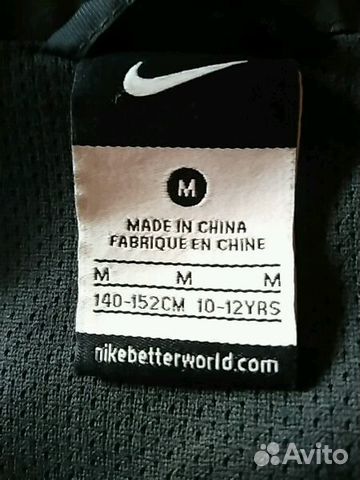 M
MADE IN CHINA
FABRIQUE EN CHINE
M M M
140-152CM 10-12YRS
nikebetterworld.com
Avito